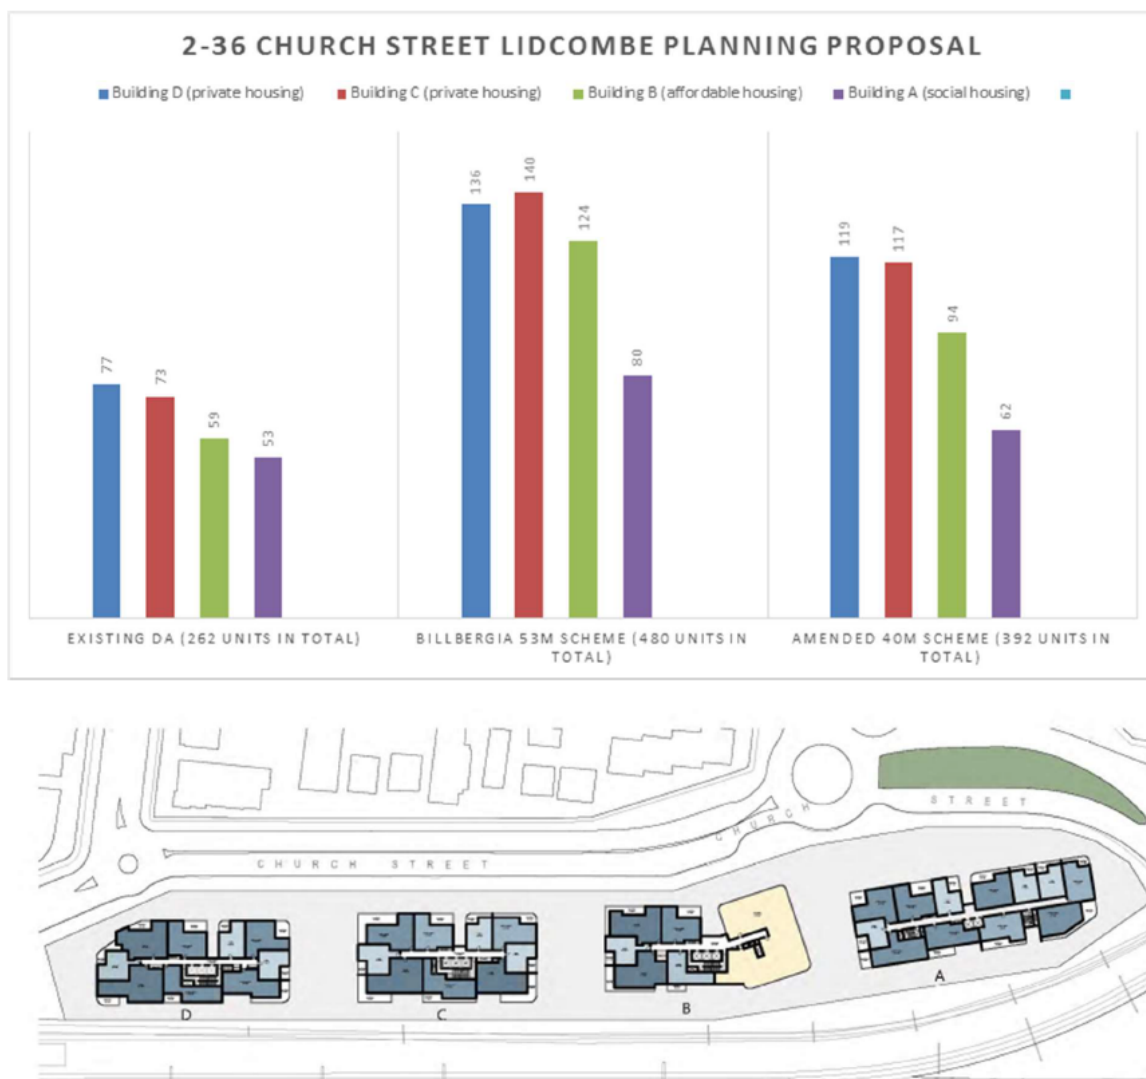 2-36 CHURCH STREET LIDCOMBE PLANNING PROPOSAL
Building D (private housing)
Building C (private housing)
Building B (affordable housing)
Building A (social housing)
77
73
59
53
136
140
124
80
119
117
94
62
EXISTING DA (262 UNITS IN TOTAL)
BILLBERGIA 53M SCHEME (480 UNITS IN
TOTAL)
AMENDED 40M SCHEME (392 UNITS IN
TOTAL)
CHURCH STREET
CHURCH
STREET
D
C
B
A